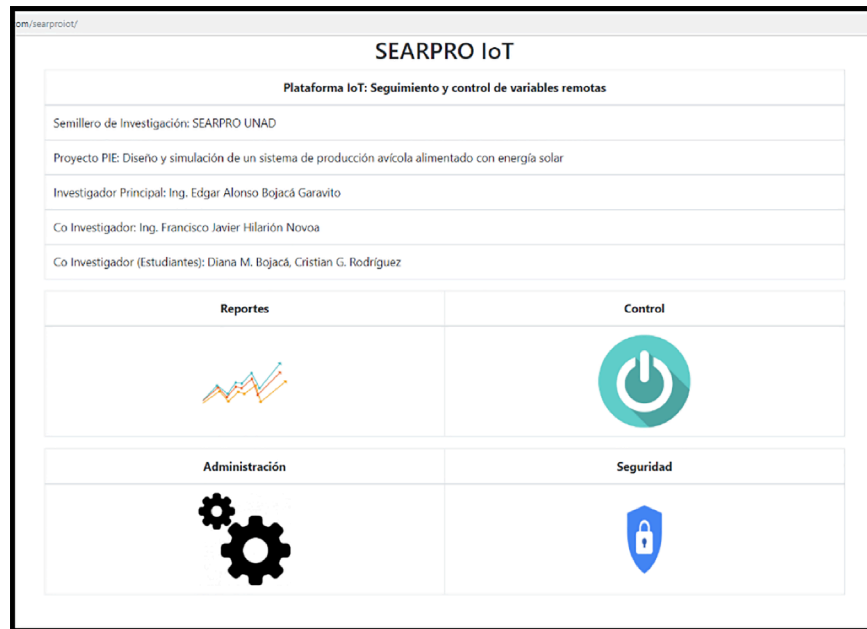 om/searproiot/
SEARPRO IoT
Plataforma IoT: Seguimiento y control de variables remotas
Semillero de Investigación: SEARPRO UNAD
Proyecto PIE: Diseño y simulación de un sistema de producción avícola alimentado con energía solar
Investigador Principal: Ing. Edgar Alonso Bojacá Garavito
Co Investigador: Ing. Francisco Javier Hilarión Novoa
Co Investigador (Estudiantes): Diana M. Bojacá, Cristian G. Rodríguez
Reportes
Control
Administración
Seguridad